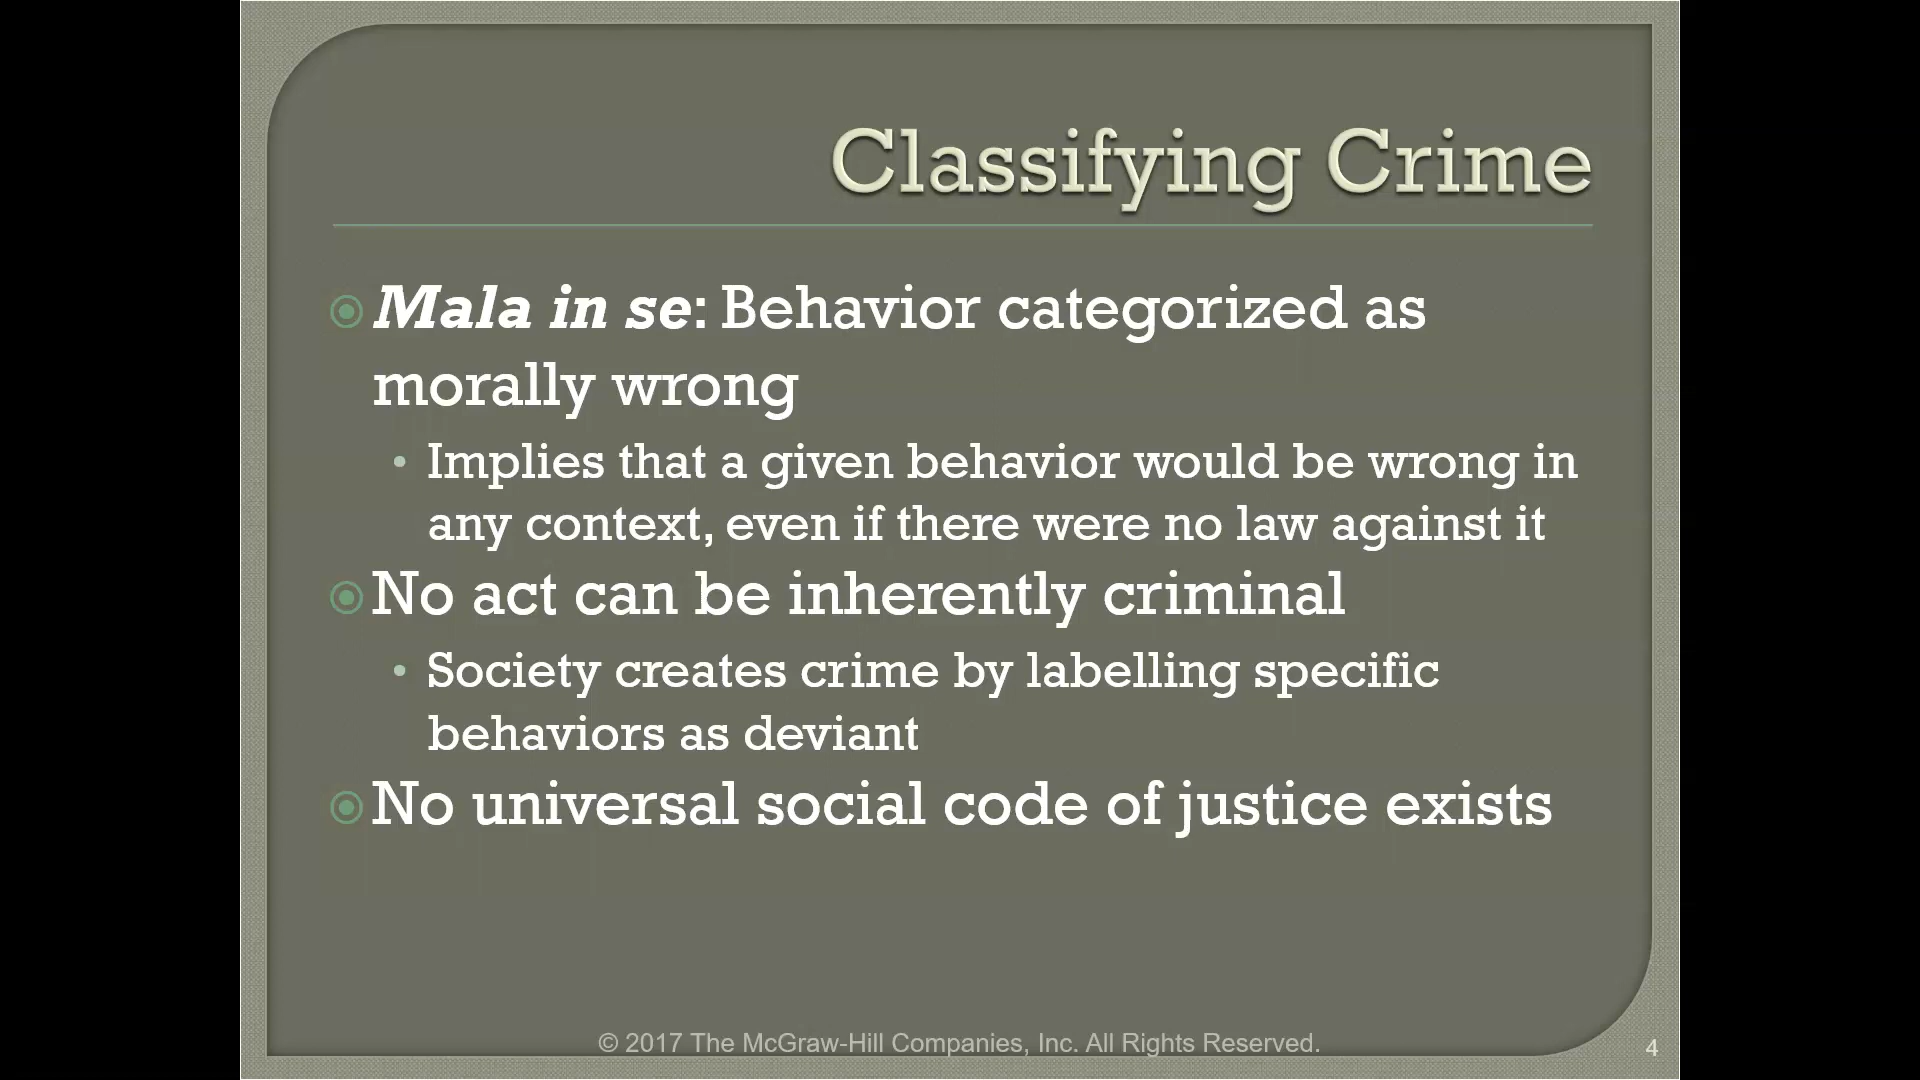 Classifying Crime
Mala in se: Behavior categorized as
morally wrong
Implies that a given behavior would be wrong in
any context, even if there were no law against it
No act can be inherently criminal
Society creates crime by labelling specific
behaviors as deviant
No universal social code of justice exists
© 2017 The McGraw-Hill Companies, Inc. All Rights Reserved.
4